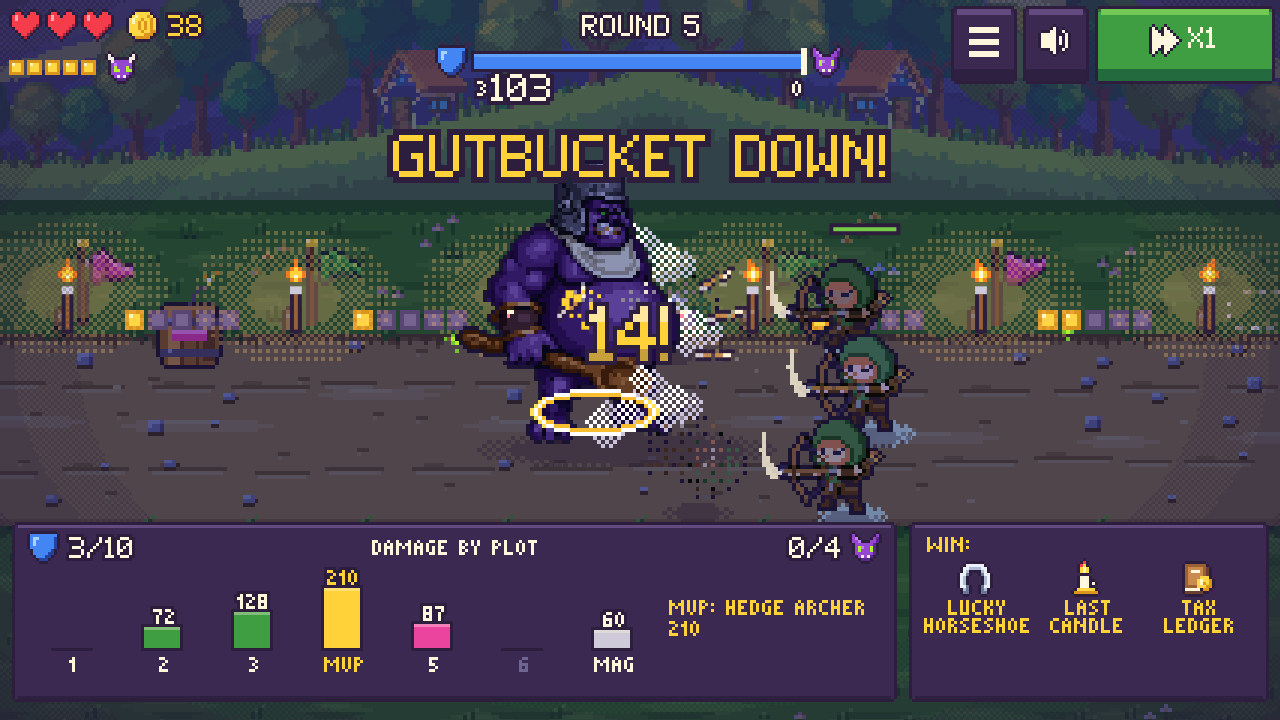 38
ROUND 5
X1
3103
0
GUTBUCKET DOWN!
14!
3/10
DAMAGE BY PLOT
0/4
72
128
210
87
60
1
2
3
MVP
5
6
MAG
MVP: HEDGE ARCHER
210
WIN:
LUCKY
HORSESHOE
LAST
CANDLE
TAX
LEDGER